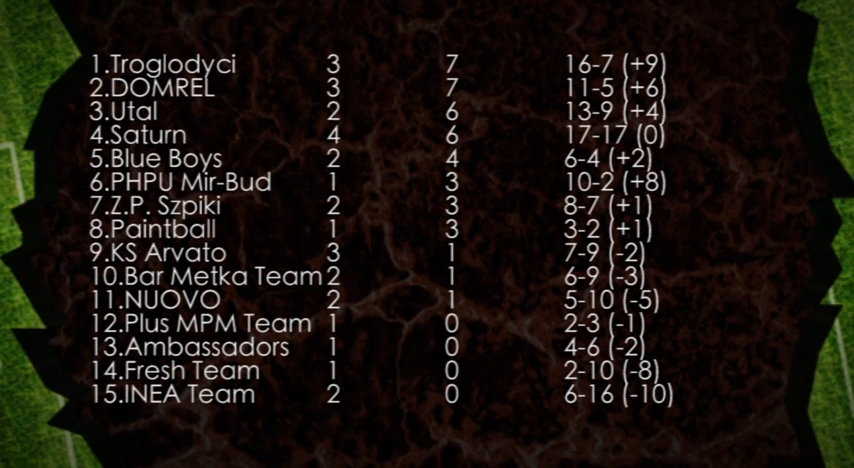 1.Troglodyci 3 7 16-7 (+9)
2.DOMREL 3 7 11-5 (+6)
3.Utal 2 6 13-9 (+4)
4.Saturn 4 6 17-17 (0)
5.Blue Boys 2 4 6-4 (+2)
6.PHPU Mir-Bud 1 3 10-2 (+8)
7.Z.P. Szpiki 2 3 8-7 (+1)
8.Paintball 1 3 3-2 (+1)
9.KS Arvato 3 1 7-9 (-2)
10.Bar Metka Team 2 1 6-9 (-3)
11.NUOVO 2 1 5-10 (-5)
12.Plus MPM Team 1 0 2-3 (-1)
13.Ambassadors 1 0 4-6 (-2)
14.Fresh Team 1 0 2-10 (-8)
15.INEA Team 2 0 6-16 (-10)